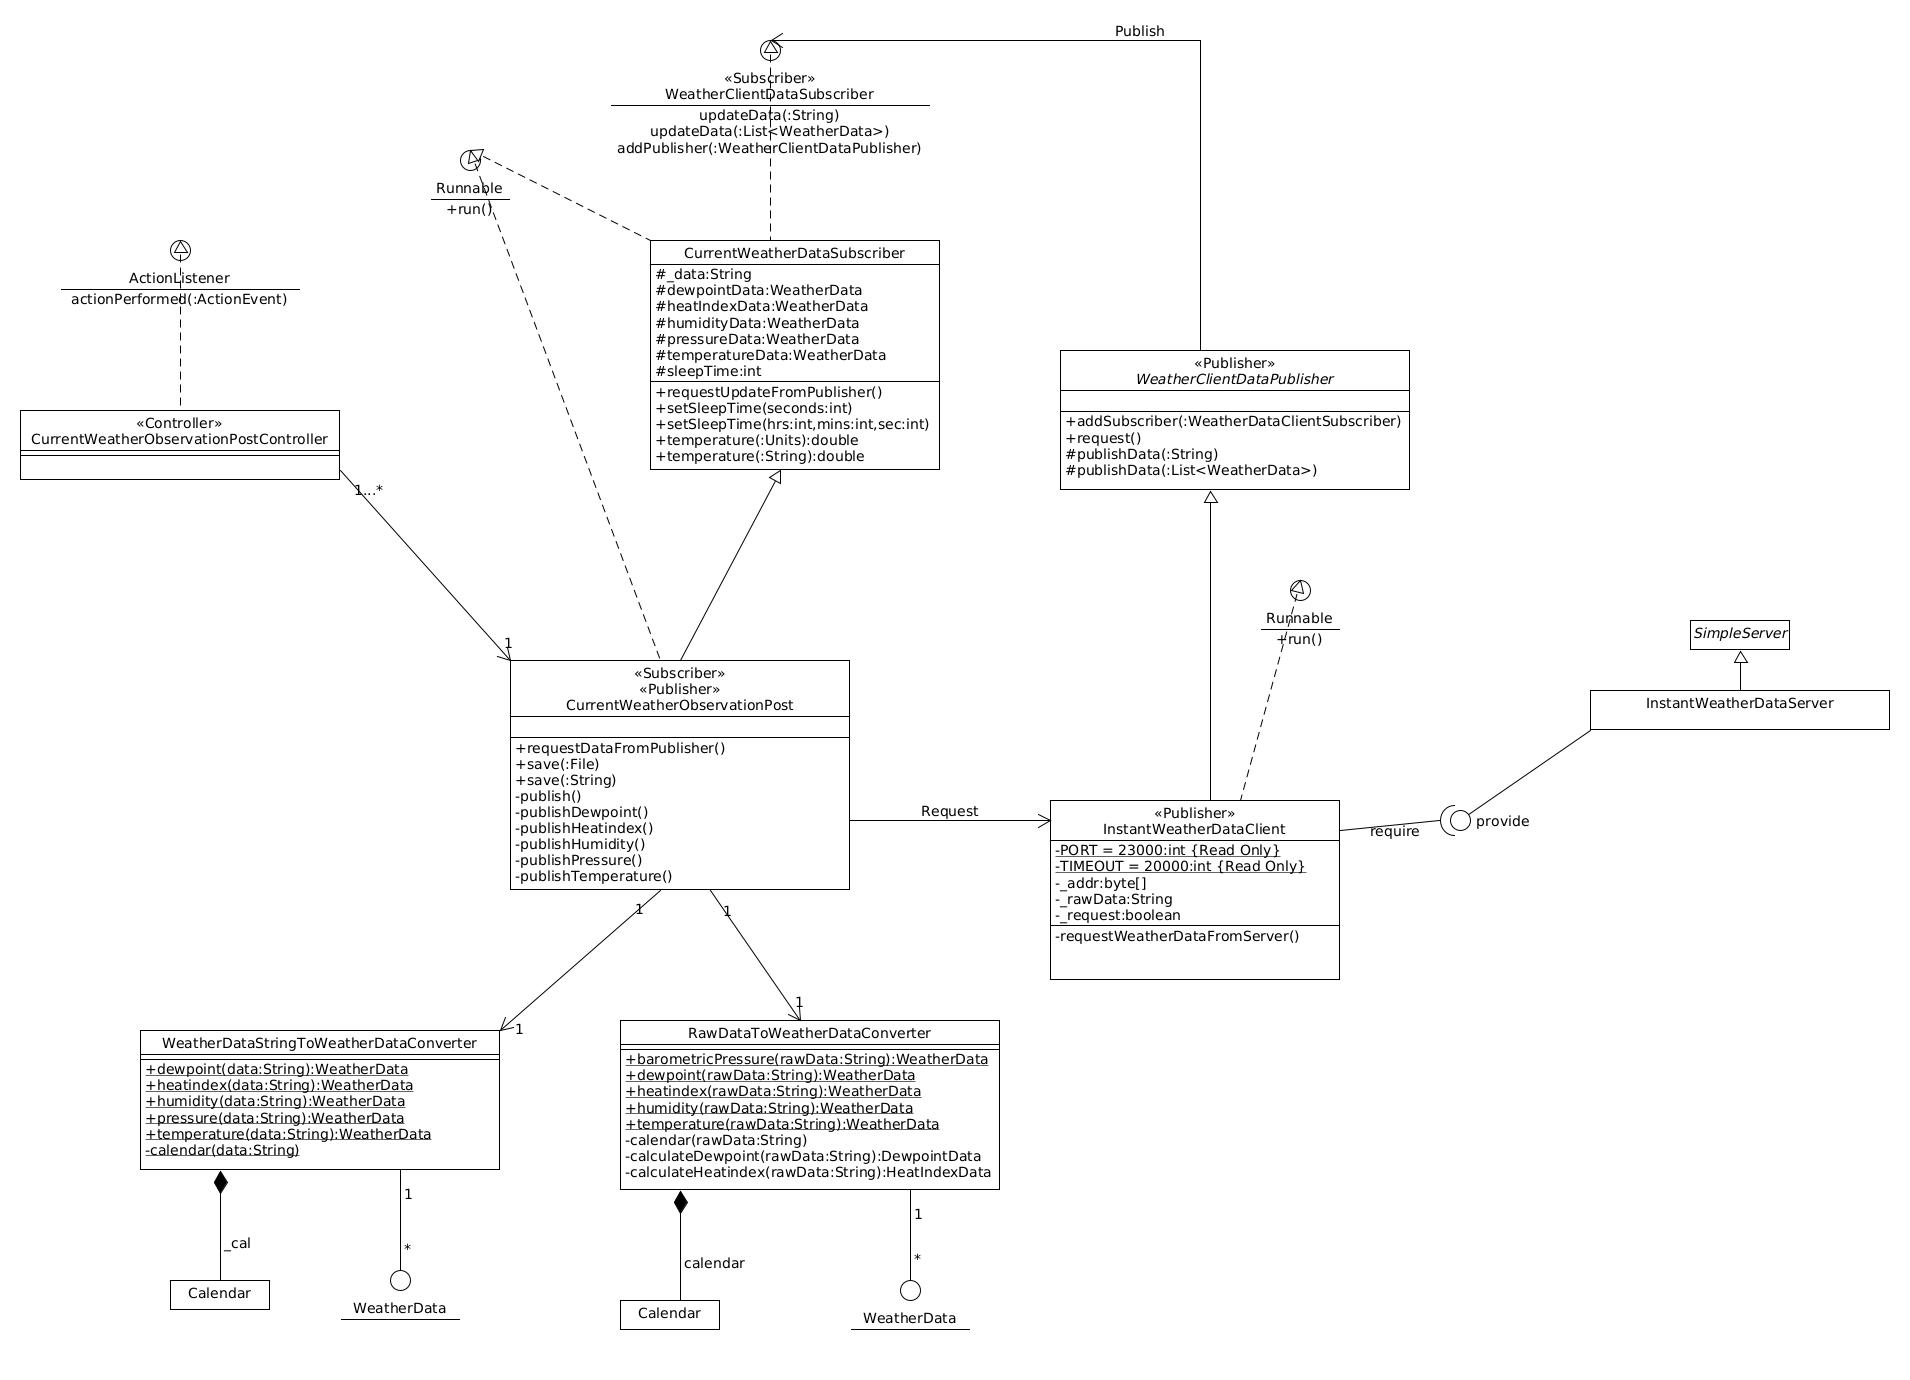 Publish
«Subscriber»
WeatherClientDataSubscriber
updateData(:String)
updateData(:List<WeatherData>)
addPublisher(:WeatherClientDataPublisher)
Runnable
+run()
ActionListener
actionPerformed(:ActionEvent)
«Controller»
CurrentWeatherObservationPostController
1...*
1
CurrentWeatherDataSubscriber
#_data:String
#dewpointData:WeatherData
#heatIndexData:WeatherData
#humidityData:WeatherData
#pressureData:WeatherData
#temperatureData:WeatherData
#sleepTime:int
+requestUpdateFromPublisher()
+setSleepTime(seconds:int)
+setSleepTime(hrs:int,mins:int,sec:int)
+temperature(:Units):double
+temperature(:String):double
«Publisher»
WeatherClientDataPublisher
+addSubscriber(:WeatherDataClientSubscriber)
+request()
#publishData(:String)
#publishData(:List<WeatherData>)
Runnable
+run()
SimpleServer
InstantWeatherDataServer
«Subscriber»
«Publisher»
CurrentWeatherObservationPost
+requestDataFromPublisher()
+save(:File)
+save(:String)
-publish()
-publishDewpoint()
-publishHeatindex()
-publishHumidity()
-publishPressure()
-publishTemperature()
Request
«Publisher»
InstantWeatherDataClient
-PORT = 23000:int {Read Only}
-TIMEOUT = 20000:int {Read Only}
-_addr:byte[]
-_rawData:String
-_request:boolean
-requestWeatherDataFromServer()
require
provide
1
1
1
1
WeatherDataStringToWeatherDataConverter
+dewpoint(data:String):WeatherData
+heatindex(data:String):WeatherData
+humidity(data:String):WeatherData
+pressure(data:String):WeatherData
+temperature(data:String):WeatherData
-calendar(data:String)
RawDataToWeatherDataConverter
+barometricPressure(rawData:String):WeatherData
+dewpoint(rawData:String):WeatherData
+heatindex(rawData:String):WeatherData
+humidity(rawData:String):WeatherData
+temperature(rawData:String):WeatherData
-calendar(rawData:String)
-calculateDewpoint(rawData:String):DewpointData
-calculateHeatindex(rawData:String):HeatIndexData
_cal
1
*
Calendar
WeatherData
calendar
1
*
Calendar
WeatherData